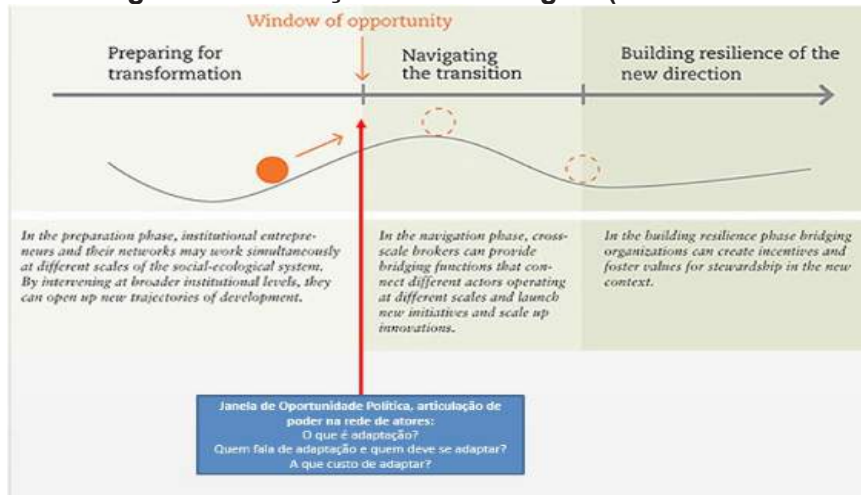 Window of opportunity
Preparing for
transformation
Navigating
the transition
Building resilience of the
new direction
In the preparation phase, institutional entrepre-
neurs and their networks may work simultaneously
at different scales of the social-ecological system.
By intervening at broader institutional levels, they
can open up new trajectories of development.
In the navigation phase, cross-
scale brokers can provide
bridging functions that con-
nect different actors operating
at different scales and launch
new initiatives and scale up
innovations.
In the building resilience phase bridging
organizations can create incentives and
foster values for stewardship in the new
context.
Janela de Oportunidade Política, articulação de
poder na rede de atores:
O que é adaptação?
Quem fala de adaptação e quem deve se adaptar?
A que custo de adaptar?